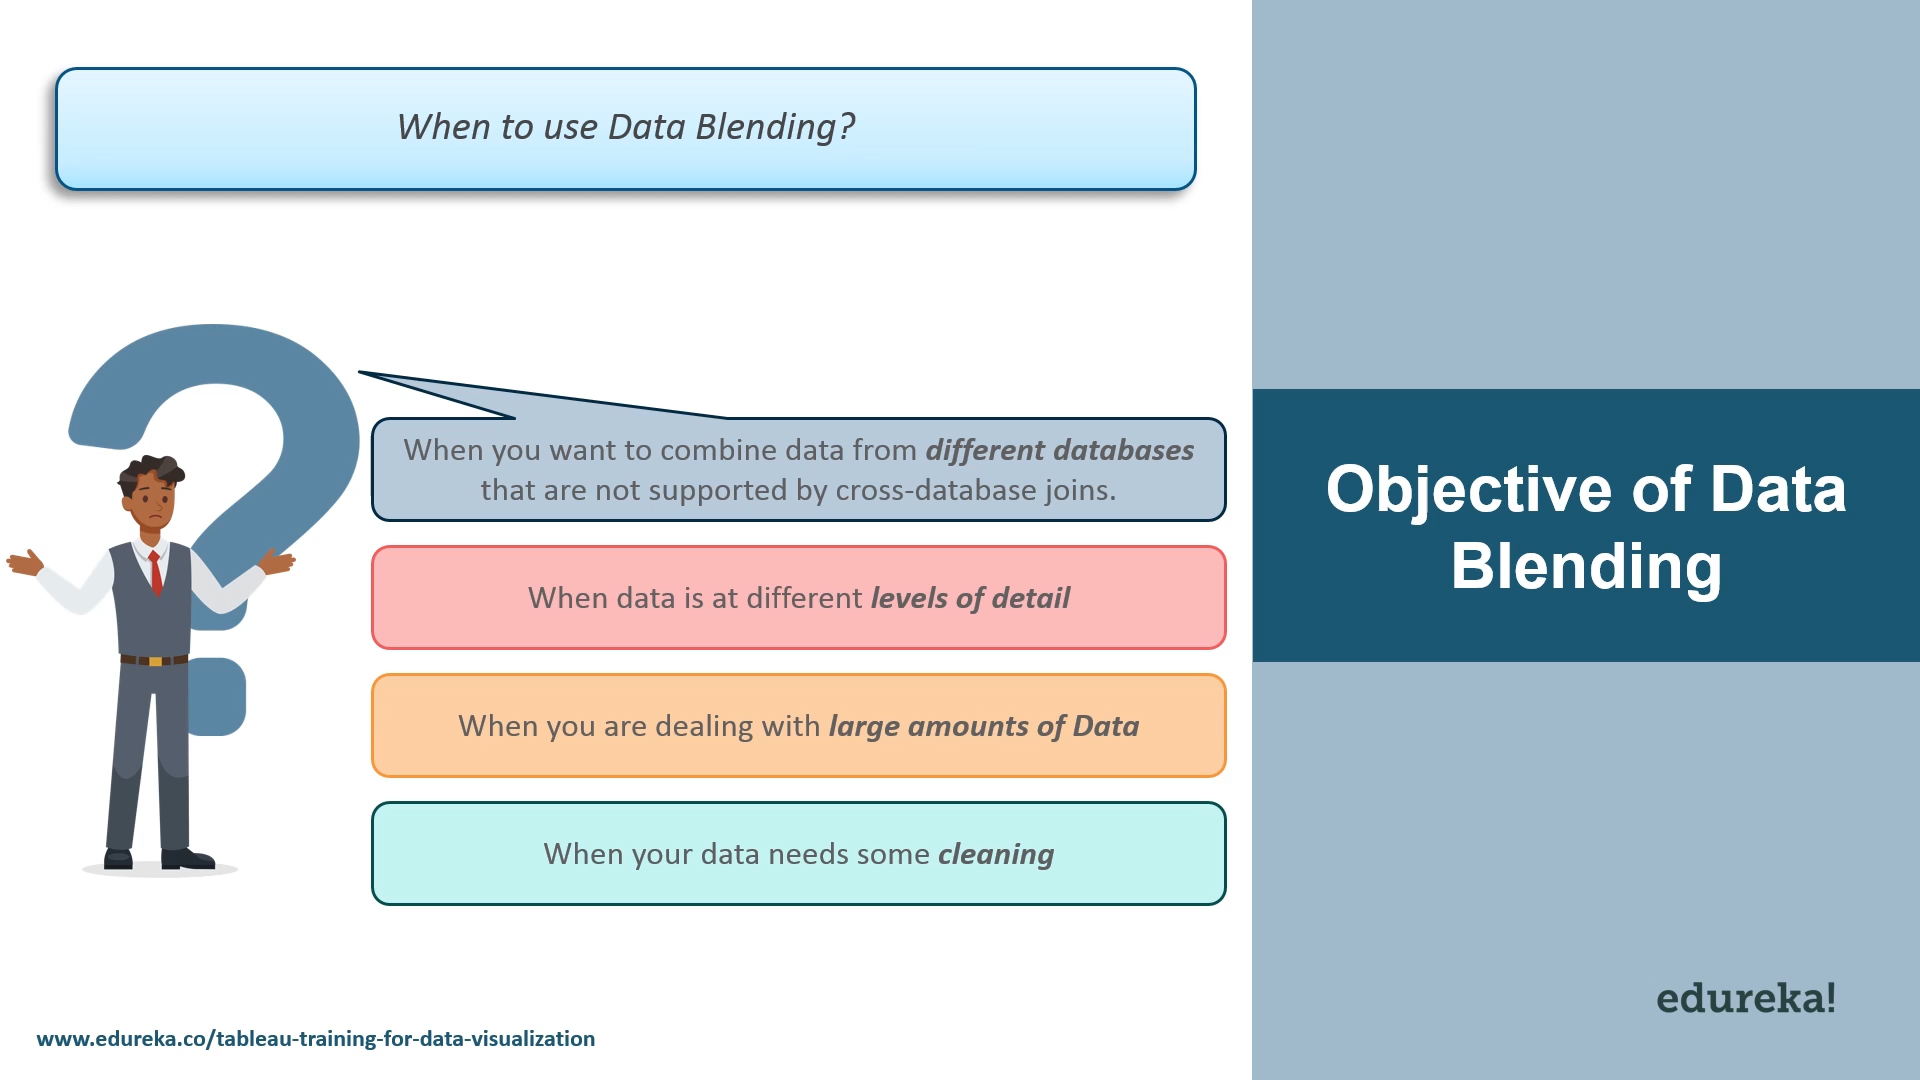 When to use Data Blending?
When you want to combine data from different databases
that are not supported by cross-database joins.
When data is at different levels of detail
When you are dealing with large amounts of Data
When your data needs some cleaning
Objective of Data
Blending
edureka!
www.edureka.co/tableau-training-for-data-visualization